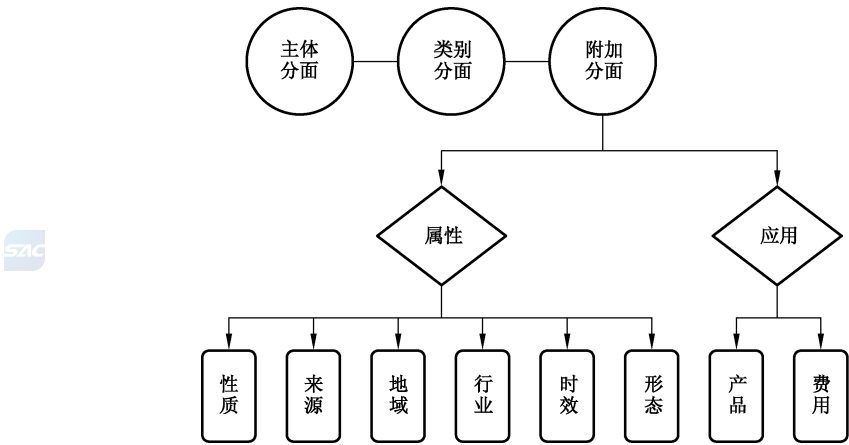 主体 类别 附加
分面 分面 分面
属性 应用
性 来 地 行 时 形 产 费
质 源 域 业 效 态 品 用
SAC